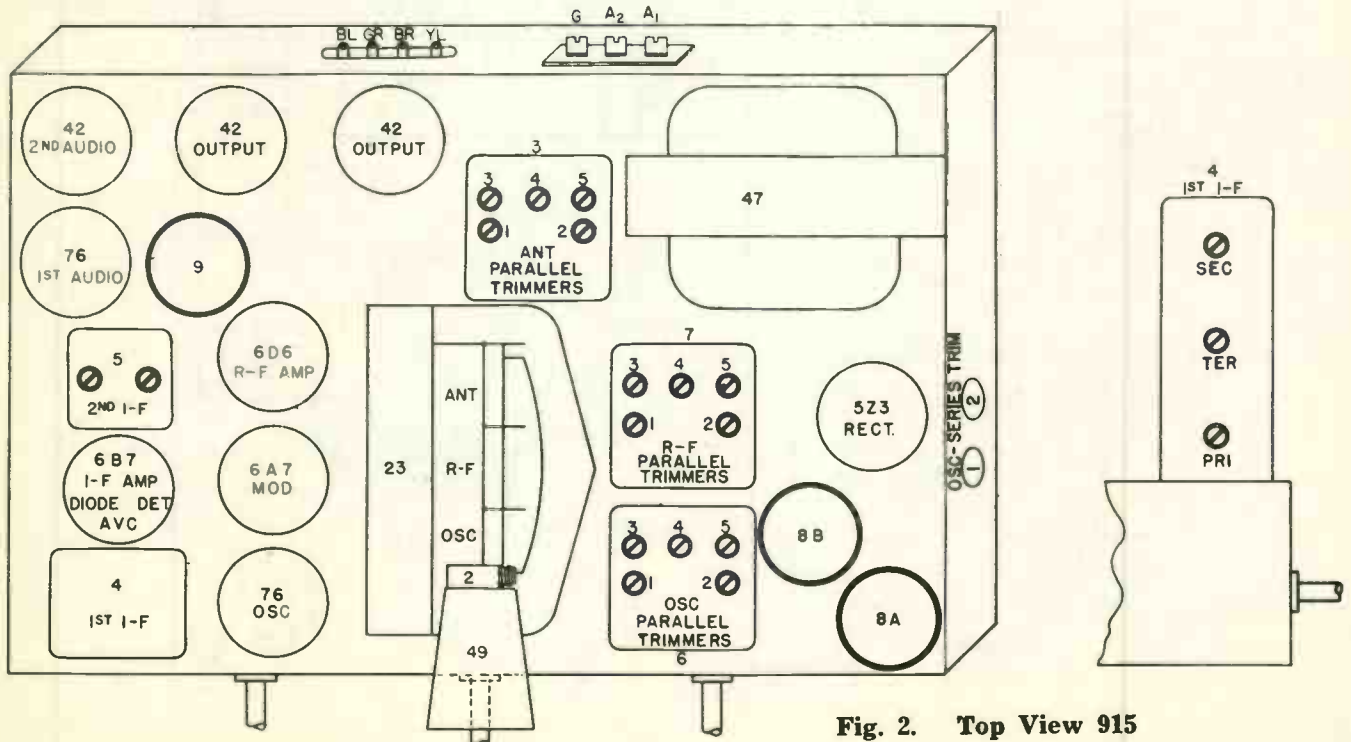 G A2 A1
BL GR BR YL
42
2ND AUDIO
42
OUTPUT
42
OUTPUT
3
3 4 5
1 2
ANT
PARALLEL
TRIMMERS
47
76
1ST AUDIO
9
5
2ND I-F
6D6
R-F AMP
23
ANT
R-F
OSC
2
49
7
3 4 5
1 2
R-F
PARALLEL
TRIMMERS
5Z3
RECT.
OSC-SERIES TRIM
1 2
6B7
I-F AMP
DIODE DET
AVC
6A7
MOD
4
1ST I-F
76
OSC
3 4 5
1 2
OSC
PARALLEL
TRIMMERS
6
8B
8A
4
1ST I-F
SEC
TER
PRI
Fig. 2. Top View 915